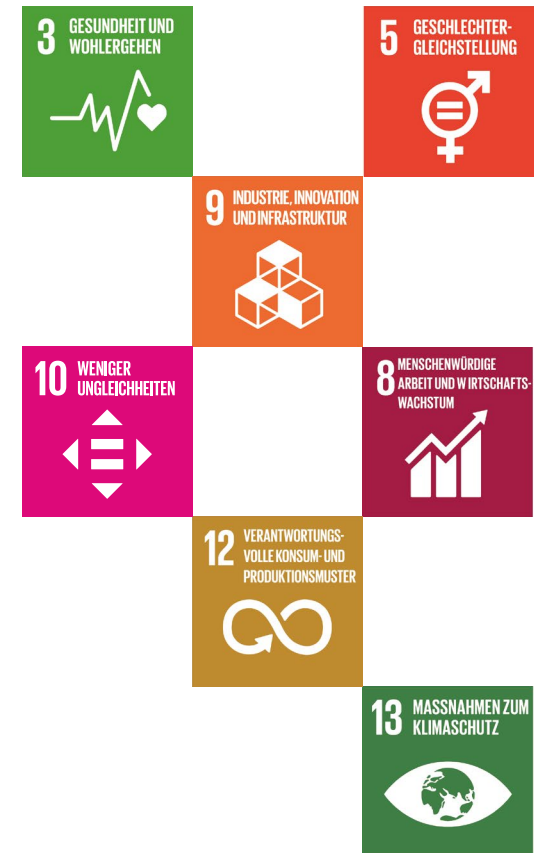 3 GESUNDHEIT UND
WOHLERGEHEN
5 GESCHLECHTER-
GLEICHSTELLUNG
9 INDUSTRIE, INNOVATION
UND INFRASTRUKTUR
10 WENIGER
UNGLEICHHEITEN
8 MENSCHENWÜRDIGE
ARBEIT UND W IRTSCHAFTS-
WACHSTUM
12 VERANTWORTUNGS-
VOLLE KONSUM- UND
PRODUKTIONSMUSTER
13 MASSNAHMEN ZUM
KLIMASCHUTZ